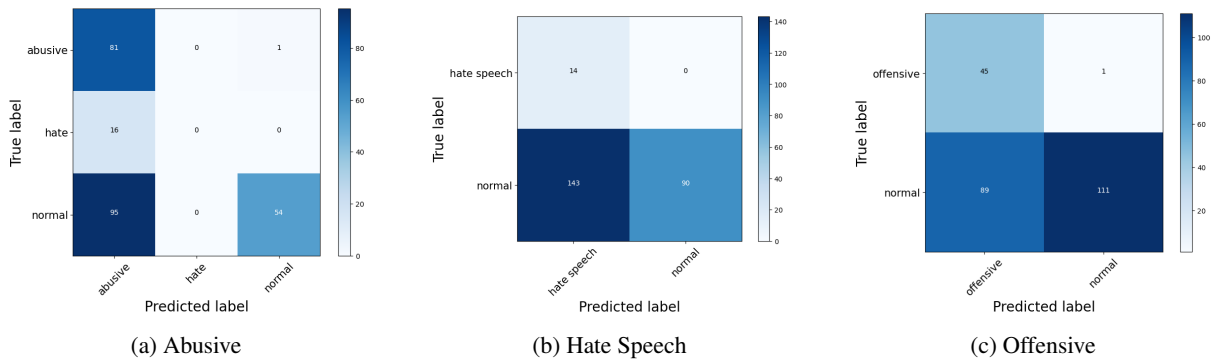 abusive
hate
normal
True label
81 0 1
16 0 0
95 0 54
abusive hate normal
Predicted label
80
60
40
20
0
(a) Abusive
hate speech
normal
True label
14 0
143 90
hate speech normal
Predicted label
140
120
100
80
60
40
20
0
(b) Hate Speech
offensive
normal
True label
45 1
89 111
offensive normal
Predicted label
100
80
60
40
20
(c) Offensive